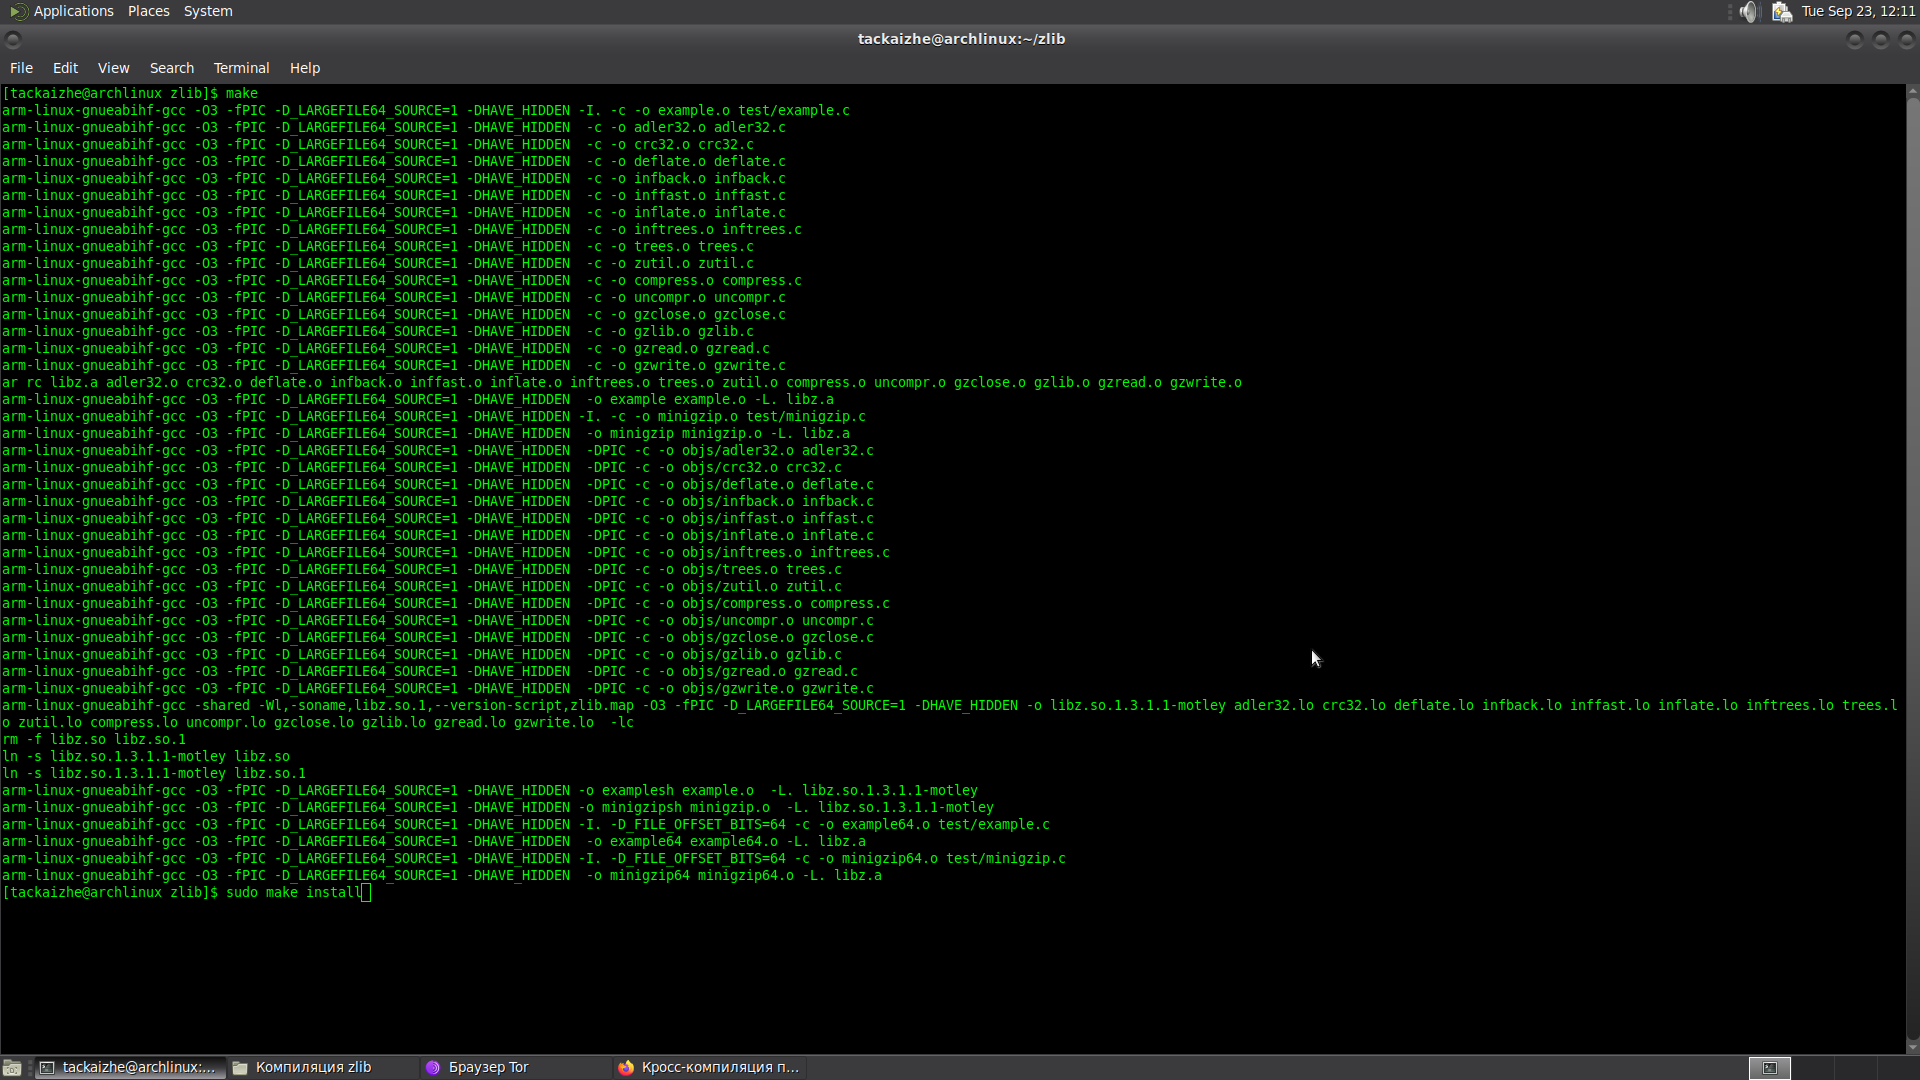 Applications Places System
Tue Sep 23, 12:11
tackaizhe@archlinux:~/zlib
File Edit View Search Terminal Help
[tackaizhe@archlinux zlib]$ make
arm-linux-gnueabihf-gcc -O3 -fPIC -D_LARGEFILE64_SOURCE=1 -DHAVE_HIDDEN -I. -c -o example.o test/example.c
arm-linux-gnueabihf-gcc -O3 -fPIC -D_LARGEFILE64_SOURCE=1 -DHAVE_HIDDEN  -c -o adler32.o adler32.c
arm-linux-gnueabihf-gcc -O3 -fPIC -D_LARGEFILE64_SOURCE=1 -DHAVE_HIDDEN  -c -o crc32.o crc32.c
arm-linux-gnueabihf-gcc -O3 -fPIC -D_LARGEFILE64_SOURCE=1 -DHAVE_HIDDEN  -c -o deflate.o deflate.c
arm-linux-gnueabihf-gcc -O3 -fPIC -D_LARGEFILE64_SOURCE=1 -DHAVE_HIDDEN  -c -o infback.o infback.c
arm-linux-gnueabihf-gcc -O3 -fPIC -D_LARGEFILE64_SOURCE=1 -DHAVE_HIDDEN  -c -o inffast.o inffast.c
arm-linux-gnueabihf-gcc -O3 -fPIC -D_LARGEFILE64_SOURCE=1 -DHAVE_HIDDEN  -c -o inflate.o inflate.c
arm-linux-gnueabihf-gcc -O3 -fPIC -D_LARGEFILE64_SOURCE=1 -DHAVE_HIDDEN  -c -o inftrees.o inftrees.c
arm-linux-gnueabihf-gcc -O3 -fPIC -D_LARGEFILE64_SOURCE=1 -DHAVE_HIDDEN  -c -o trees.o trees.c
arm-linux-gnueabihf-gcc -O3 -fPIC -D_LARGEFILE64_SOURCE=1 -DHAVE_HIDDEN  -c -o zutil.o zutil.c
arm-linux-gnueabihf-gcc -O3 -fPIC -D_LARGEFILE64_SOURCE=1 -DHAVE_HIDDEN  -c -o compress.o compress.c
arm-linux-gnueabihf-gcc -O3 -fPIC -D_LARGEFILE64_SOURCE=1 -DHAVE_HIDDEN  -c -o uncompr.o uncompr.c
arm-linux-gnueabihf-gcc -O3 -fPIC -D_LARGEFILE64_SOURCE=1 -DHAVE_HIDDEN  -c -o gzclose.o gzclose.c
arm-linux-gnueabihf-gcc -O3 -fPIC -D_LARGEFILE64_SOURCE=1 -DHAVE_HIDDEN  -c -o gzlib.o gzlib.c
arm-linux-gnueabihf-gcc -O3 -fPIC -D_LARGEFILE64_SOURCE=1 -DHAVE_HIDDEN  -c -o gzread.o gzread.c
arm-linux-gnueabihf-gcc -O3 -fPIC -D_LARGEFILE64_SOURCE=1 -DHAVE_HIDDEN  -c -o gzwrite.o gzwrite.c
ar rc libz.a adler32.o crc32.o deflate.o infback.o inffast.o inflate.o inftrees.o trees.o zutil.o compress.o uncompr.o gzclose.o gzlib.o gzread.o gzwrite.o
arm-linux-gnueabihf-gcc -O3 -fPIC -D_LARGEFILE64_SOURCE=1 -DHAVE_HIDDEN  -o example example.o -L. libz.a
arm-linux-gnueabihf-gcc -O3 -fPIC -D_LARGEFILE64_SOURCE=1 -DHAVE_HIDDEN -I. -c -o minigzip.o test/minigzip.c
arm-linux-gnueabihf-gcc -O3 -fPIC -D_LARGEFILE64_SOURCE=1 -DHAVE_HIDDEN  -o minigzip minigzip.o -L. libz.a
arm-linux-gnueabihf-gcc -O3 -fPIC -D_LARGEFILE64_SOURCE=1 -DHAVE_HIDDEN  -DPIC -c -o objs/adler32.o adler32.c
arm-linux-gnueabihf-gcc -O3 -fPIC -D_LARGEFILE64_SOURCE=1 -DHAVE_HIDDEN  -DPIC -c -o objs/crc32.o crc32.c
arm-linux-gnueabihf-gcc -O3 -fPIC -D_LARGEFILE64_SOURCE=1 -DHAVE_HIDDEN  -DPIC -c -o objs/deflate.o deflate.c
arm-linux-gnueabihf-gcc -O3 -fPIC -D_LARGEFILE64_SOURCE=1 -DHAVE_HIDDEN  -DPIC -c -o objs/infback.o infback.c
arm-linux-gnueabihf-gcc -O3 -fPIC -D_LARGEFILE64_SOURCE=1 -DHAVE_HIDDEN  -DPIC -c -o objs/inffast.o inffast.c
arm-linux-gnueabihf-gcc -O3 -fPIC -D_LARGEFILE64_SOURCE=1 -DHAVE_HIDDEN  -DPIC -c -o objs/inflate.o inflate.c
arm-linux-gnueabihf-gcc -O3 -fPIC -D_LARGEFILE64_SOURCE=1 -DHAVE_HIDDEN  -DPIC -c -o objs/inftrees.o inftrees.c
arm-linux-gnueabihf-gcc -O3 -fPIC -D_LARGEFILE64_SOURCE=1 -DHAVE_HIDDEN  -DPIC -c -o objs/trees.o trees.c
arm-linux-gnueabihf-gcc -O3 -fPIC -D_LARGEFILE64_SOURCE=1 -DHAVE_HIDDEN  -DPIC -c -o objs/zutil.o zutil.c
arm-linux-gnueabihf-gcc -O3 -fPIC -D_LARGEFILE64_SOURCE=1 -DHAVE_HIDDEN  -DPIC -c -o objs/compress.o compress.c
arm-linux-gnueabihf-gcc -O3 -fPIC -D_LARGEFILE64_SOURCE=1 -DHAVE_HIDDEN  -DPIC -c -o objs/uncompr.o uncompr.c
arm-linux-gnueabihf-gcc -O3 -fPIC -D_LARGEFILE64_SOURCE=1 -DHAVE_HIDDEN  -DPIC -c -o objs/gzclose.o gzclose.c
arm-linux-gnueabihf-gcc -O3 -fPIC -D_LARGEFILE64_SOURCE=1 -DHAVE_HIDDEN  -DPIC -c -o objs/gzlib.o gzlib.c
arm-linux-gnueabihf-gcc -O3 -fPIC -D_LARGEFILE64_SOURCE=1 -DHAVE_HIDDEN  -DPIC -c -o objs/gzread.o gzread.c
arm-linux-gnueabihf-gcc -O3 -fPIC -D_LARGEFILE64_SOURCE=1 -DHAVE_HIDDEN  -DPIC -c -o objs/gzwrite.o gzwrite.c
arm-linux-gnueabihf-gcc -shared -Wl,-soname,libz.so.1,--version-script,zlib.map -O3 -fPIC -D_LARGEFILE64_SOURCE=1 -DHAVE_HIDDEN -o libz.so.1.3.1.1-motley adler32.lo crc32.lo deflate.lo infback.lo inffast.lo inflate.lo inftrees.lo trees.l
o zutil.lo compress.lo uncompr.lo gzclose.lo gzlib.lo gzread.lo gzwrite.lo  -lc
rm -f libz.so libz.so.1
ln -s libz.so.1.3.1.1-motley libz.so
ln -s libz.so.1.3.1.1-motley libz.so.1
arm-linux-gnueabihf-gcc -O3 -fPIC -D_LARGEFILE64_SOURCE=1 -DHAVE_HIDDEN -o examplesh example.o  -L. libz.so.1.3.1.1-motley
arm-linux-gnueabihf-gcc -O3 -fPIC -D_LARGEFILE64_SOURCE=1 -DHAVE_HIDDEN -o minigzipsh minigzip.o  -L. libz.so.1.3.1.1-motley
arm-linux-gnueabihf-gcc -O3 -fPIC -D_LARGEFILE64_SOURCE=1 -DHAVE_HIDDEN -I. -D_FILE_OFFSET_BITS=64 -c -o example64.o test/example.c
arm-linux-gnueabihf-gcc -O3 -fPIC -D_LARGEFILE64_SOURCE=1 -DHAVE_HIDDEN  -o example64 example64.o -L. libz.a
arm-linux-gnueabihf-gcc -O3 -fPIC -D_LARGEFILE64_SOURCE=1 -DHAVE_HIDDEN -I. -D_FILE_OFFSET_BITS=64 -c -o minigzip64.o test/minigzip.c
arm-linux-gnueabihf-gcc -O3 -fPIC -D_LARGEFILE64_SOURCE=1 -DHAVE_HIDDEN  -o minigzip64 minigzip64.o -L. libz.a
[tackaizhe@archlinux zlib]$ sudo make install
tackaizhe@archlinux:... Компиляция zlib Браузер Tor Кросс-компиляция п...